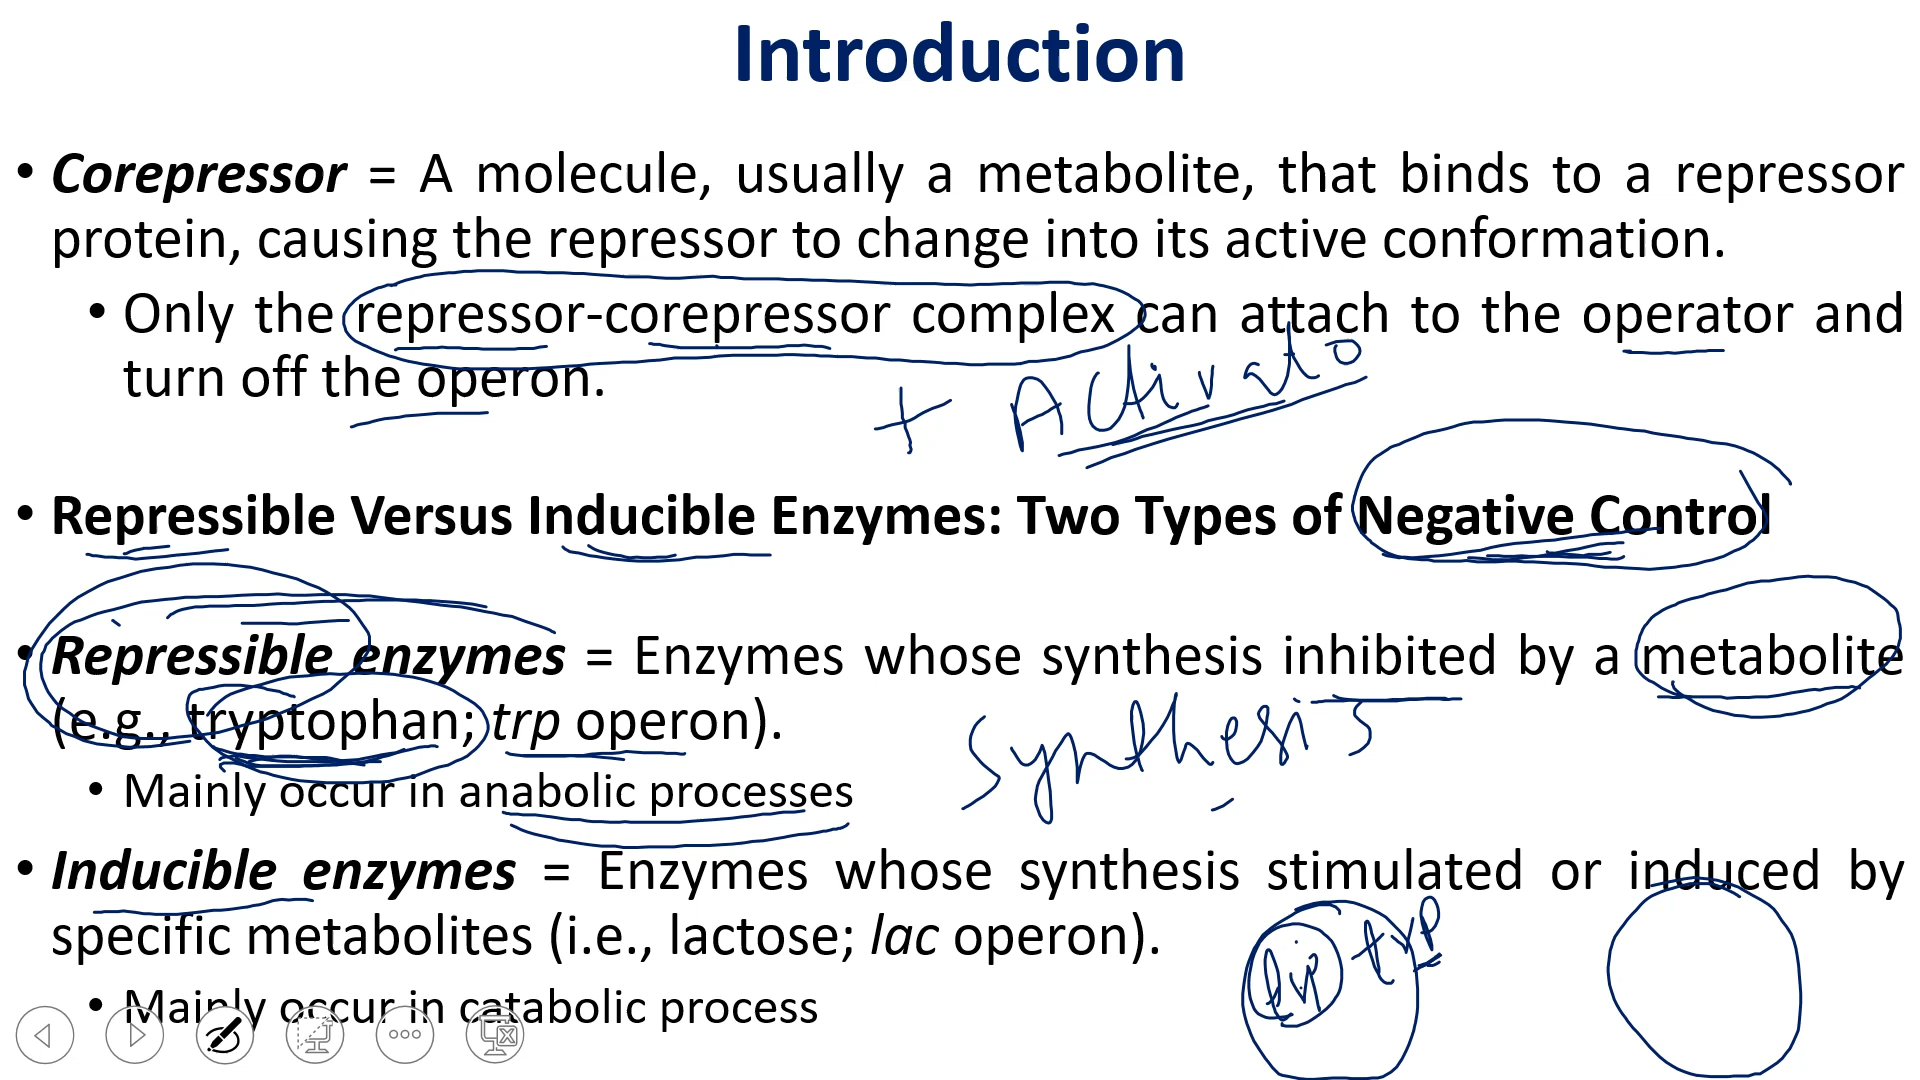 Introduction
• Corepressor = A molecule, usually a metabolite, that binds to a repressor
protein, causing the repressor to change into its active conformation.
• Only the repressor-corepressor complex can attach to the operator and
turn off the operon.
+ Activato
• Repressible Versus Inducible Enzymes: Two Types of Negative Control
• Repressible enzymes = Enzymes whose synthesis inhibited by a metabolite
(e.g., tryptophan; trp operon).
Synthesis
• Mainly occur in anabolic processes
• Inducible enzymes = Enzymes whose synthesis stimulated or induced by
specific metabolites (i.e., lactose; lac operon).
trp
trp
• Mainly occur in catabolic process